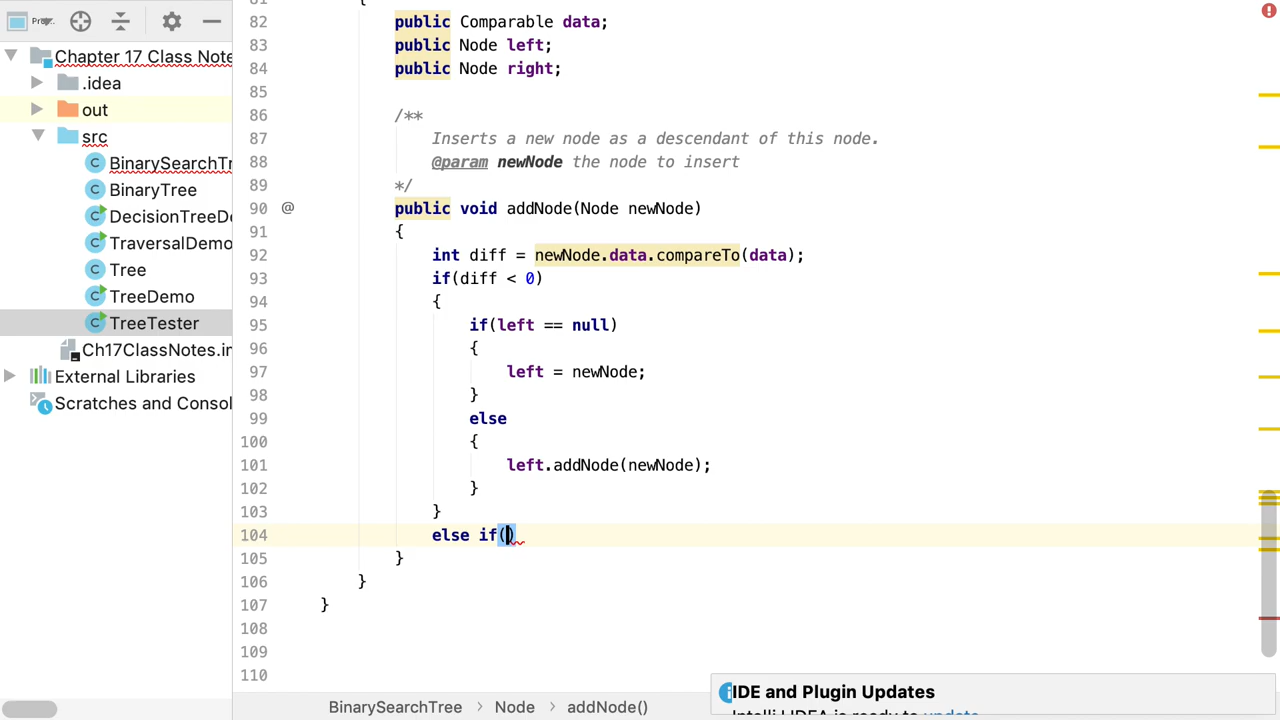 Chapter 17 Class Note
.idea
out
src
BinarySearchTr
BinaryTree
DecisionTreeDe
TraversalDemo
Tree
TreeDemo
TreeTester
Ch17ClassNotes.im
External Libraries
Scratches and Consol
82 public Comparable data;
83 public Node left;
84 public Node right;
85
86 /**
87 Inserts a new node as a descendant of this node.
88 @param newNode the node to insert
89 */
90 @ public void addNode(Node newNode)
91 {
92 int diff = newNode.data.compareTo(data);
93 if(diff < 0)
94 {
95 if(left == null)
96 {
97 left = newNode;
98 }
99 else
100 {
101 left.addNode(newNode);
102 }
103 }
104 else if()
105 }
106 }
107 }
108
109
110
BinarySearchTree > Node > addNode()
IDE and Plugin Updates